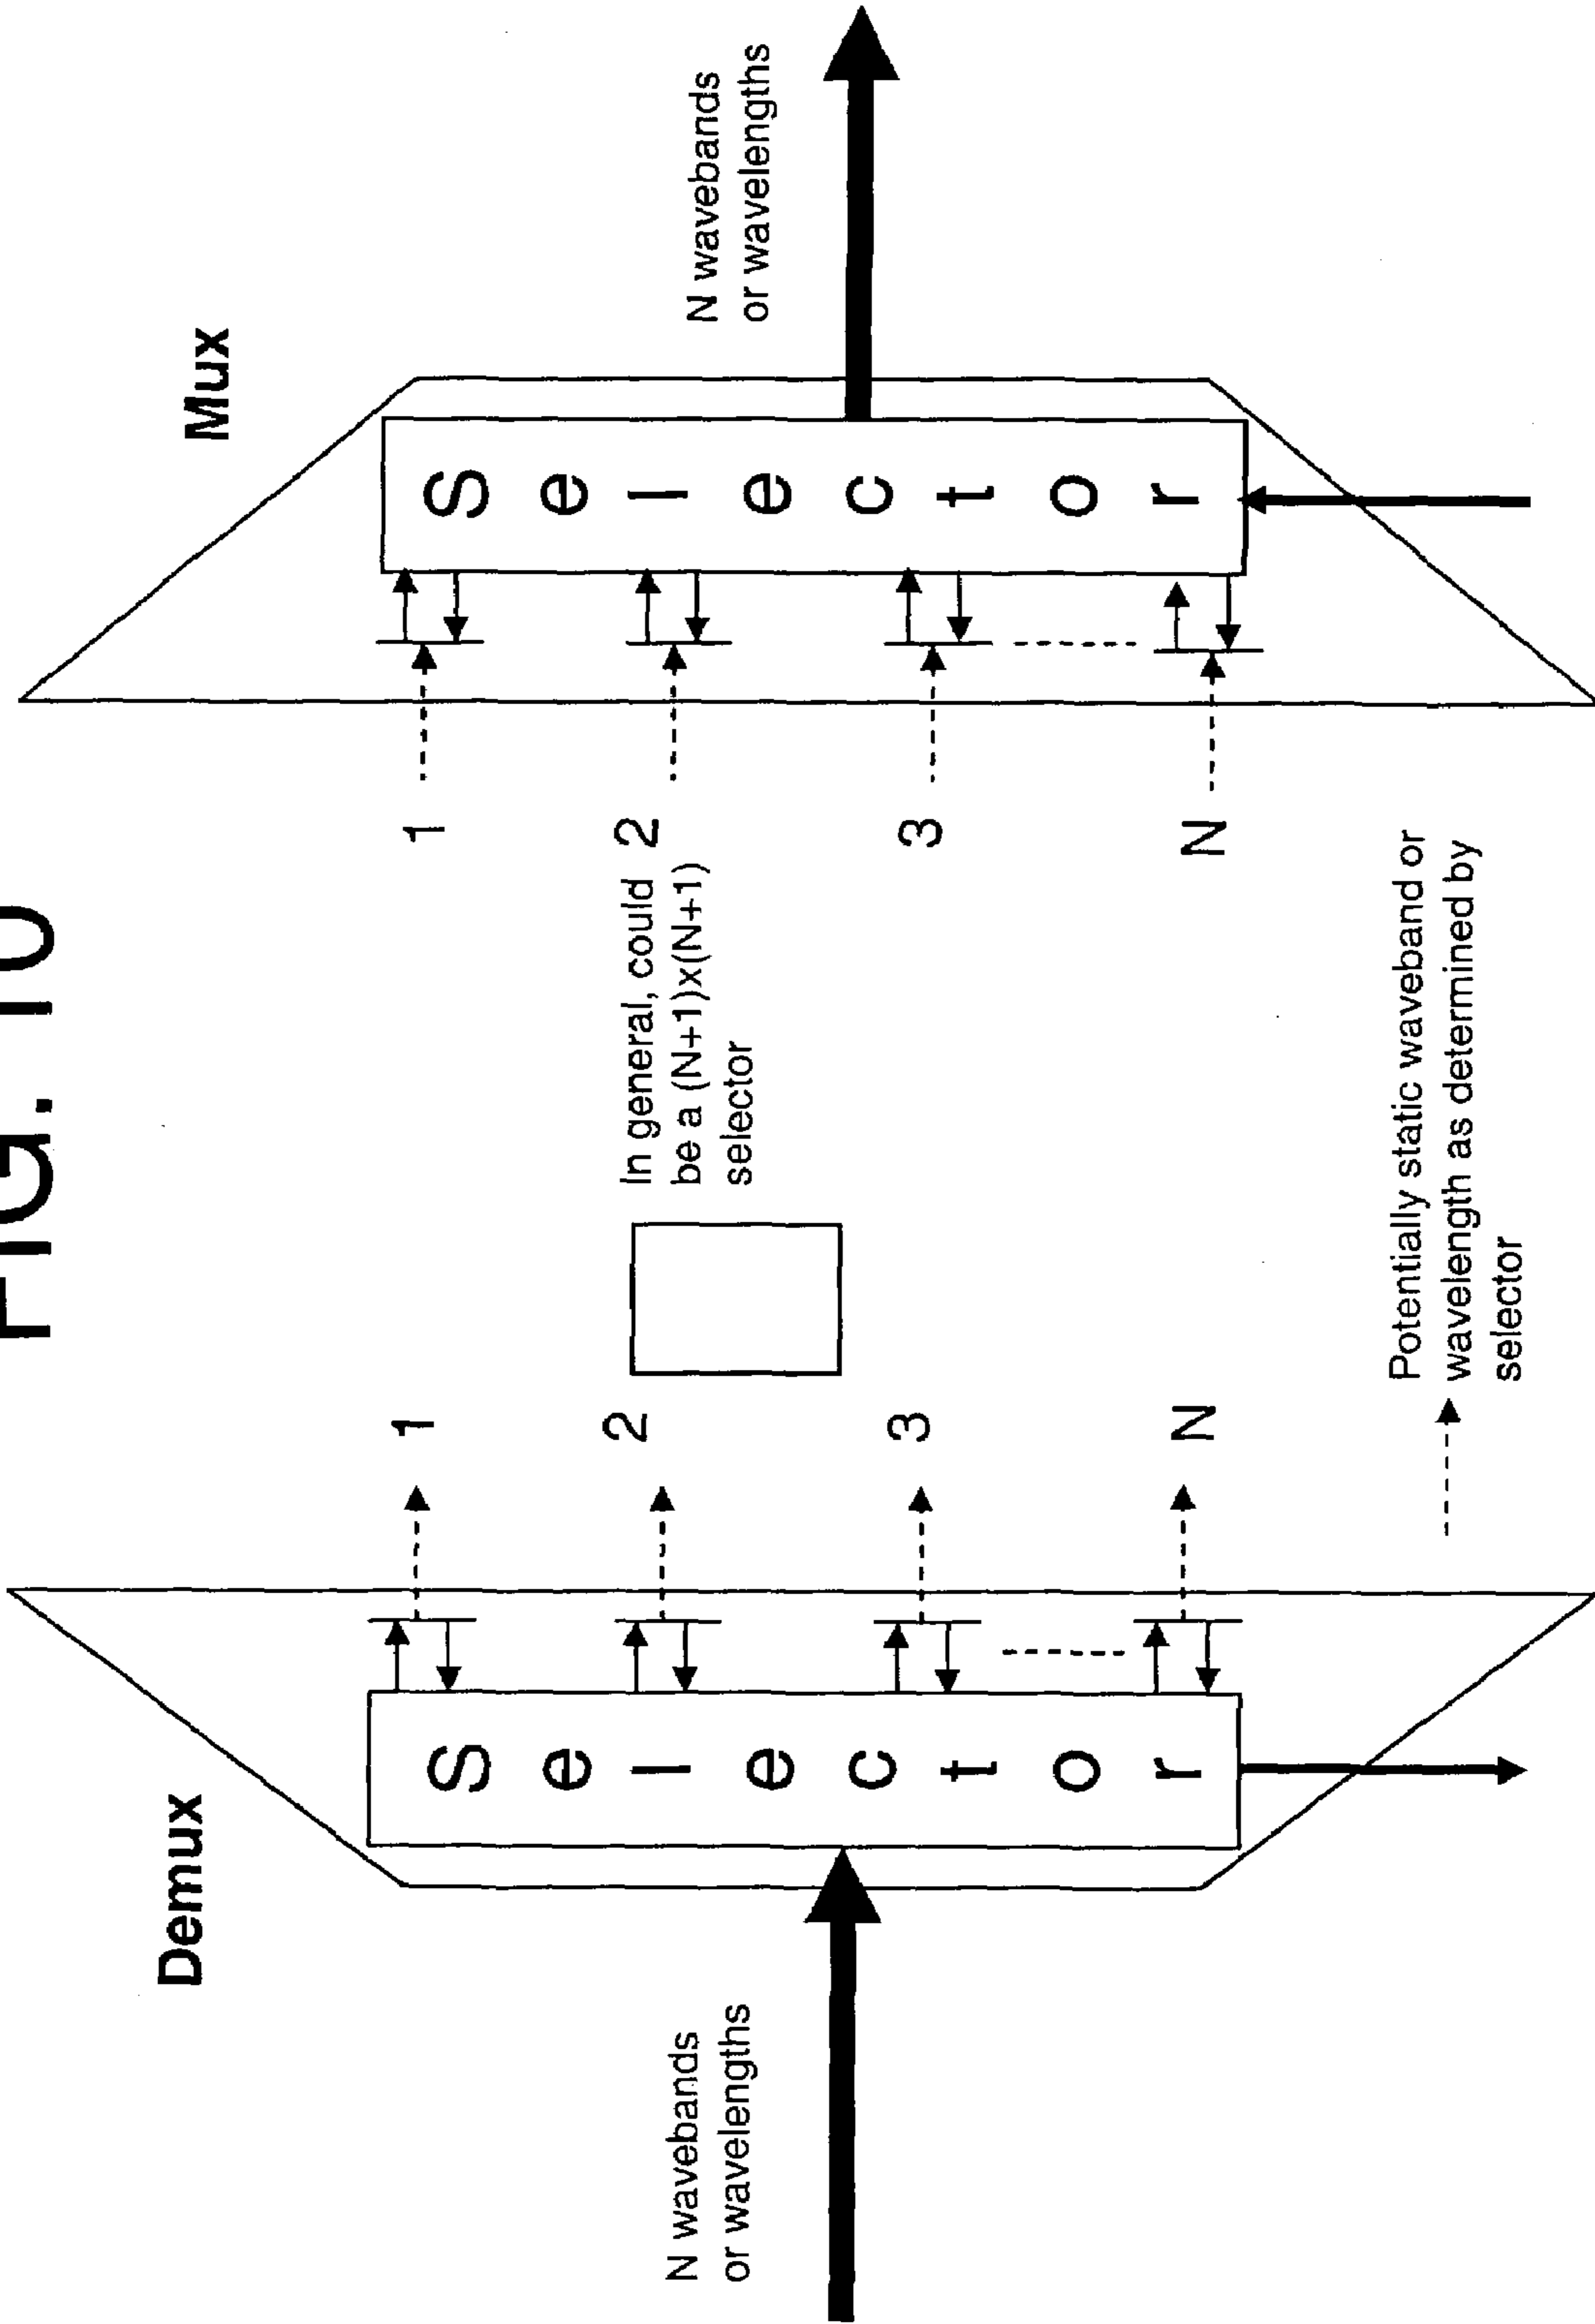 FIG. 10
Demux
Mux
N wavebands
or wavelengths
Selector
1
2
3
N
In general, could
be a (N+1)x(N+1)
selector
1
2
3
N
Selector
N wavebands
or wavelengths
Potentially static waveband or
wavelength as determined by
selector